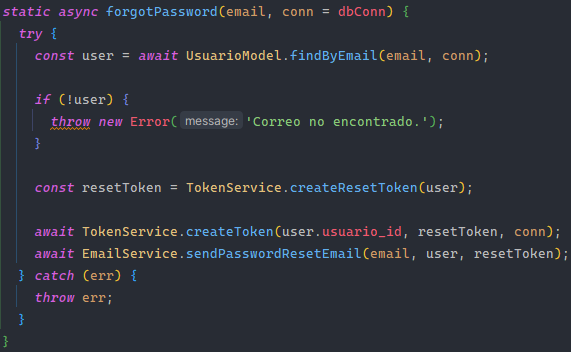 static async forgotPassword(email, conn = dbConn) {
try {
const user = await UsuarioModel.findByEmail(email, conn);
if (!user) {
throw new Error( message: 'Correo no encontrado.');
}
const resetToken = TokenService.createResetToken(user);
await TokenService.createToken(user.usuario_id, resetToken, conn);
await EmailService.sendPasswordResetEmail(email, user, resetToken);
} catch (err) {
throw err;
}
}